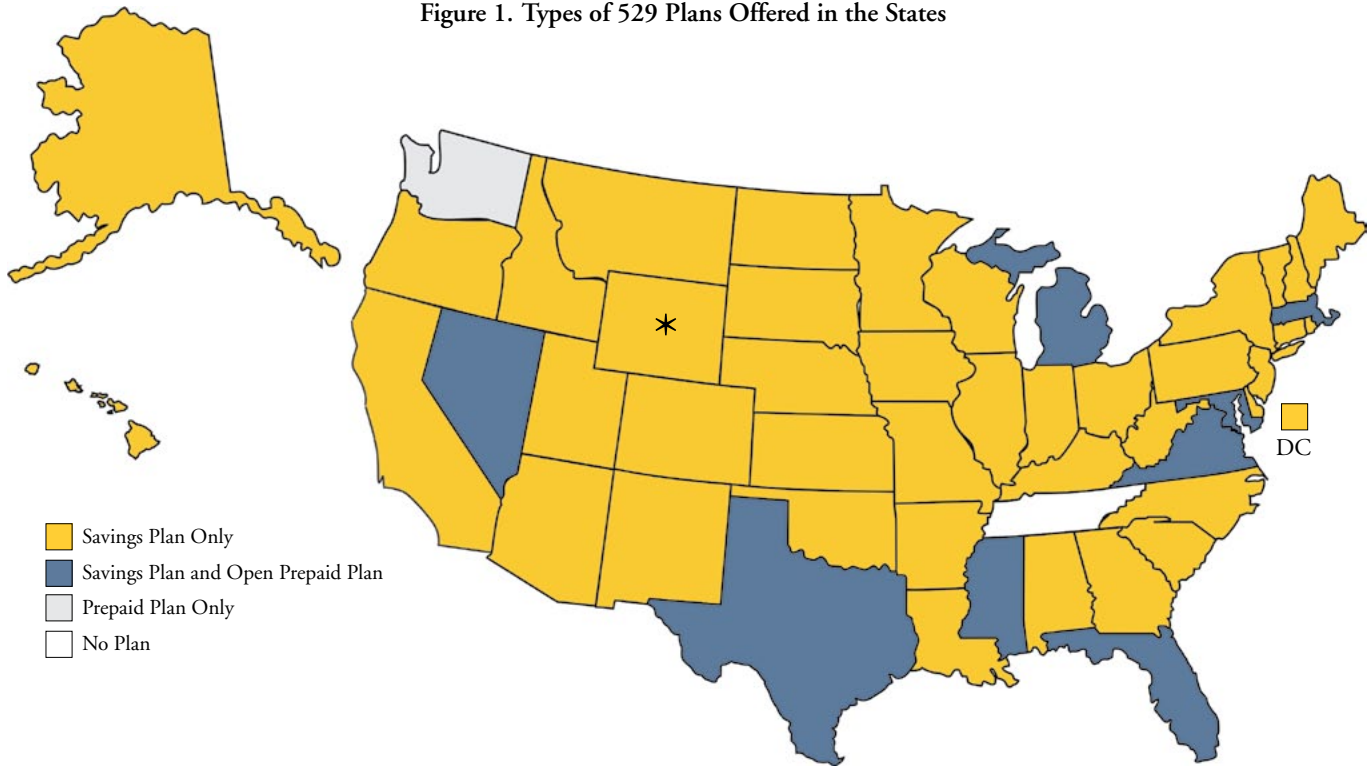 Figure 1. Types of 529 Plans Offered in the States
*
DC
Savings Plan Only
Savings Plan and Open Prepaid Plan
Prepaid Plan Only
No Plan